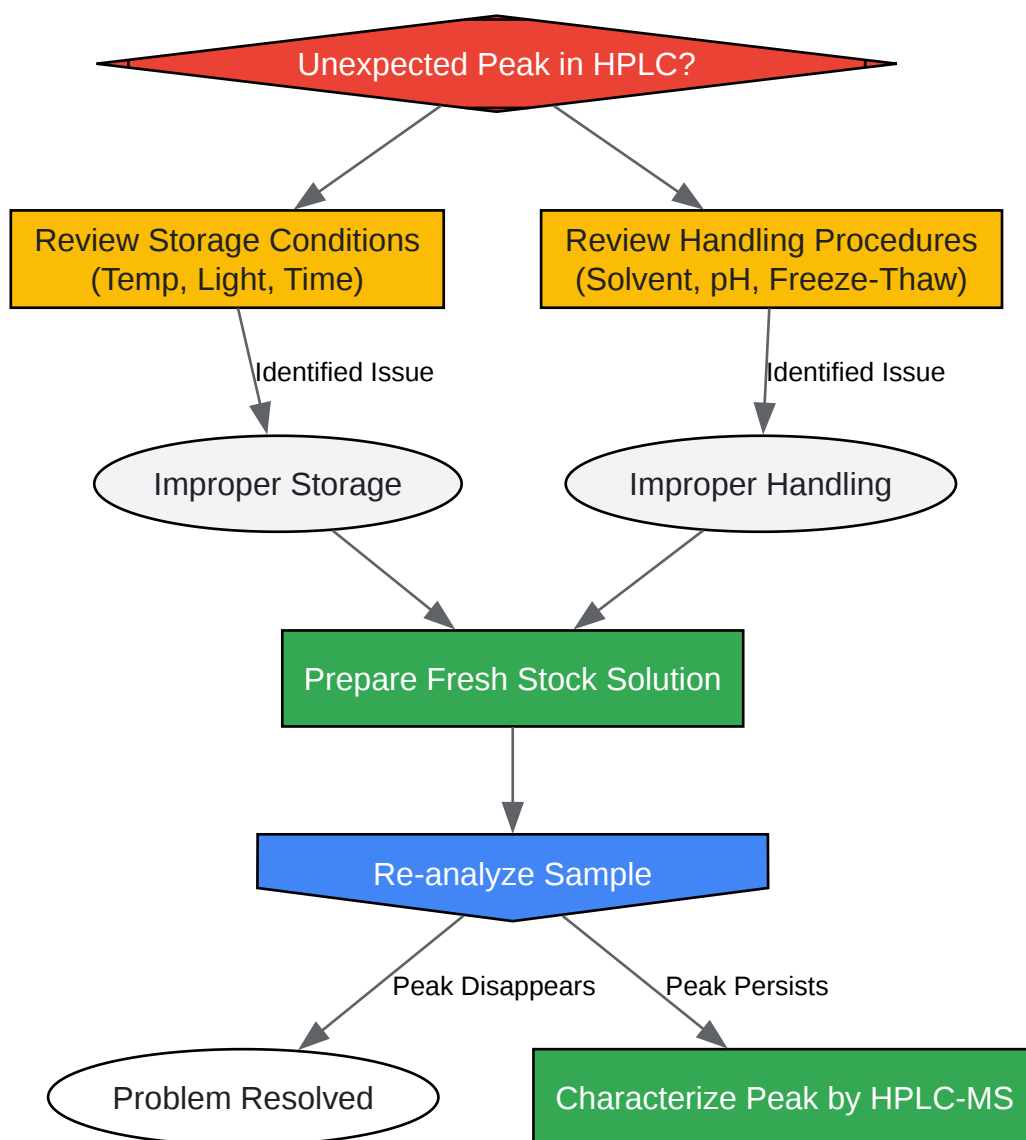 Unexpected Peak in HPLC?
Review Storage Conditions
(Temp, Light, Time)
Review Handling Procedures
(Solvent, pH, Freeze-Thaw)
Identified Issue
Identified Issue
Improper Storage
Improper Handling
Prepare Fresh Stock Solution
Re-analyze Sample
Peak Disappears
Peak Persists
Problem Resolved
Characterize Peak by HPLC-MS